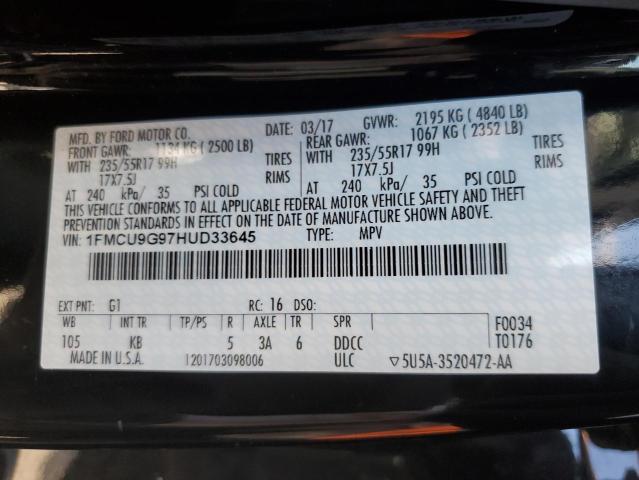 MFD. BY FORD MOTOR CO. DATE: 03/17 GVWR: 2195 KG ( 4840 LB)
FRONT GAWR: 1134 KG ( 2500 LB) REAR GAWR: 1067 KG ( 2352 LB)
WITH 235/55R17 99H TIRES WITH 235/55R17 99H TIRES
17X7.5J RIMS 17X7.5J RIMS
AT 240 kPa/ 35 PSI COLD AT 240 kPa/ 35 PSI COLD
THIS VEHICLE CONFORMS TO ALL APPLICABLE FEDERAL MOTOR VEHICLE SAFETY AND THEFT
PREVENTION STANDARDS IN EFFECT ON THE DATE OF MANUFACTURE SHOWN ABOVE.
VIN: 1FMCU9G97HUD33645 TYPE: MPV
EXT PNT: G1 RC: 16 DSO:
WB INT TR TP/PS R AXLE TR SPR F0034
105 KB 5 3A 6 DDCC T0176
MADE IN U.S.A. 1201703098006 ULC ▽5U5A-3520472-AA